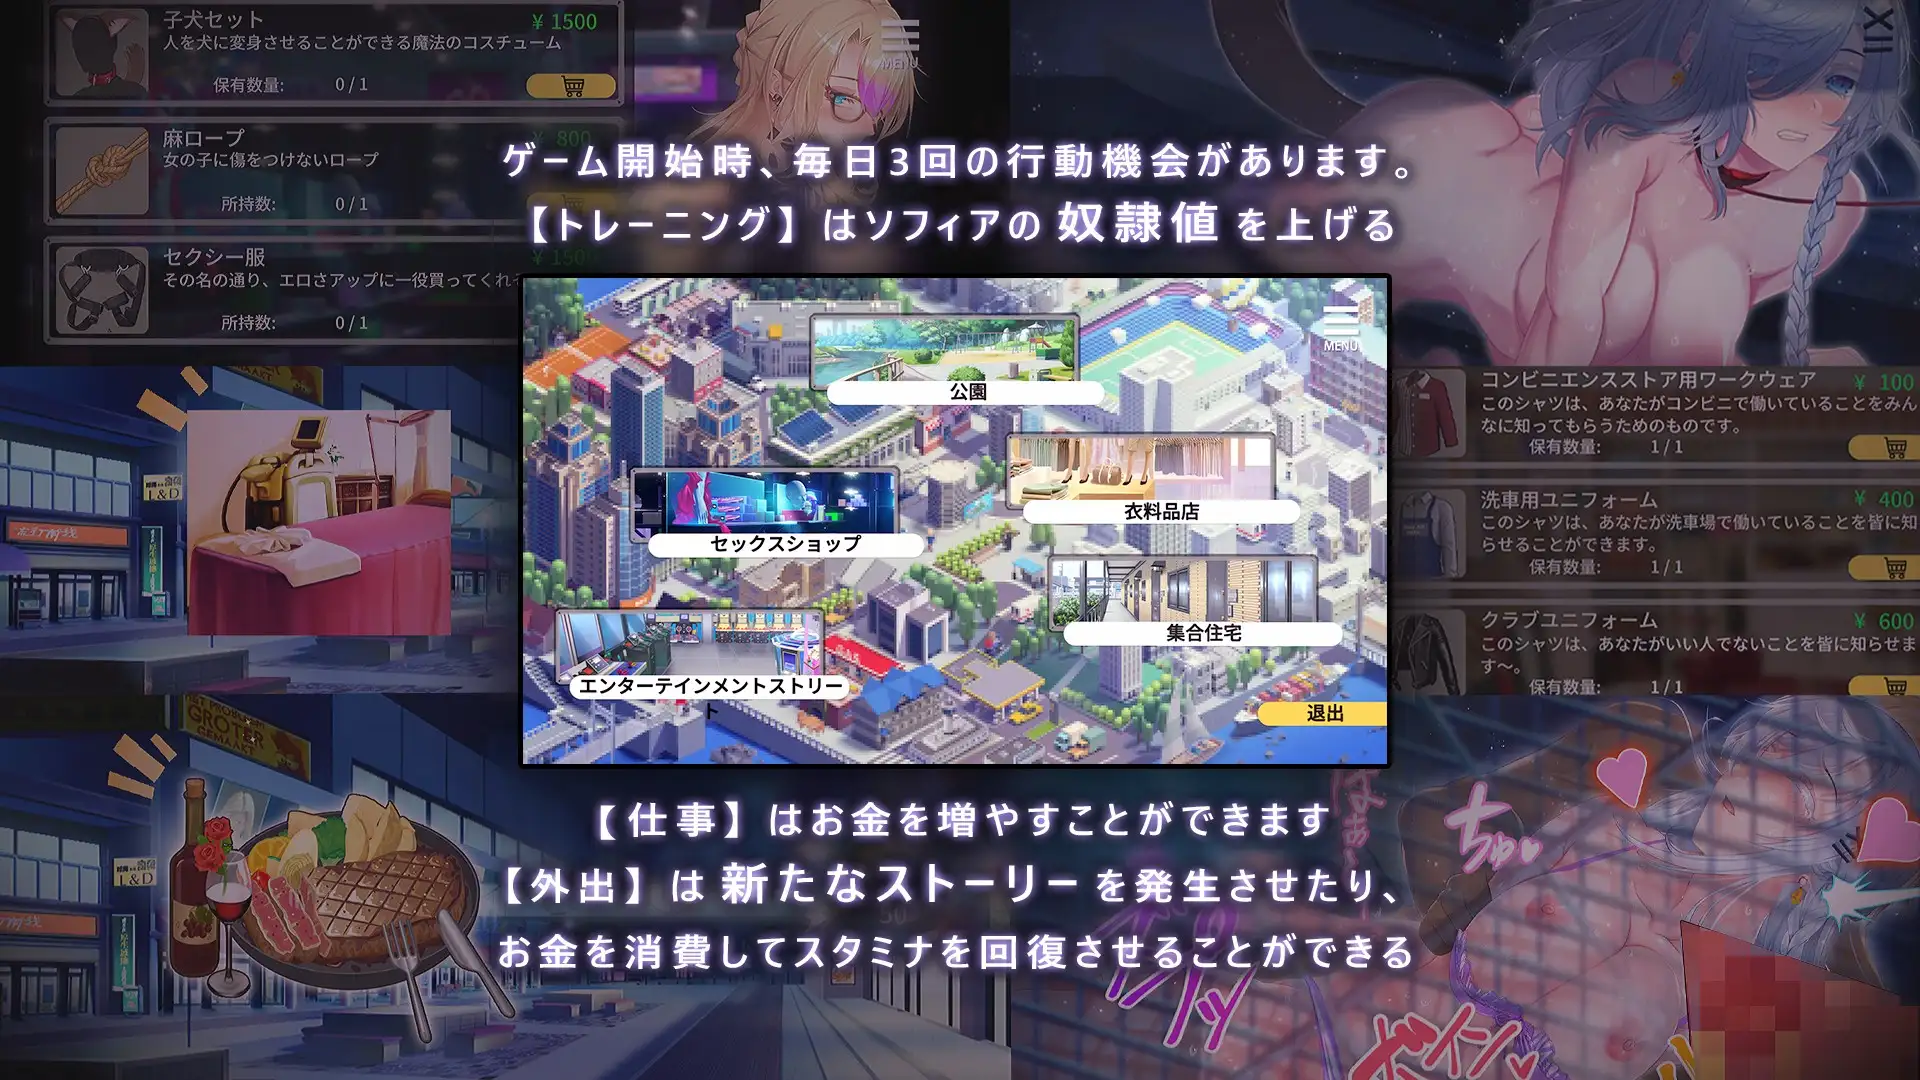 子犬セット
¥ 1500
人を犬に変身させることができる魔法のコスチューム
保有数量: 0/1
MENU
麻ロープ
¥ 800
女の子に傷をつけないロープ
所持数: 0/1
セクシー服
¥ 150
その名の通り、エロさアップに一役買ってくれ
所持数: 0/1
ゲーム開始時、毎日3回の行動機会があります。
【トレーニング】はソフィアの 奴隷値 を上げる
MENU
公園
衣料品店
セックスショップ
集合住宅
エンターテインメントストリー
ト
退出
コンビニエンスストア用ワークウェア
¥ 100
このシャツは、あなたがコンビニで働いていることをみん
なに知ってもらうためのものです。
保有数量: 1/1
洗車用ユニフォーム
¥ 400
このシャツは、あなたが洗車場で働いていることを皆に知
らせることができます。
保有数量: 1/1
クラブユニフォーム
¥ 600
このシャツは、あなたがいい人でないことを皆に知らせま
す~。
保有数量: 1/1
L&D
GROTER
GEMAAKT
L&D
【仕事】はお金を増やすことができます
【外出】は 新たなストーリー を発生させたり、
お金を消費してスタミナを回復させることができる
はぁ~
ちゅ♥